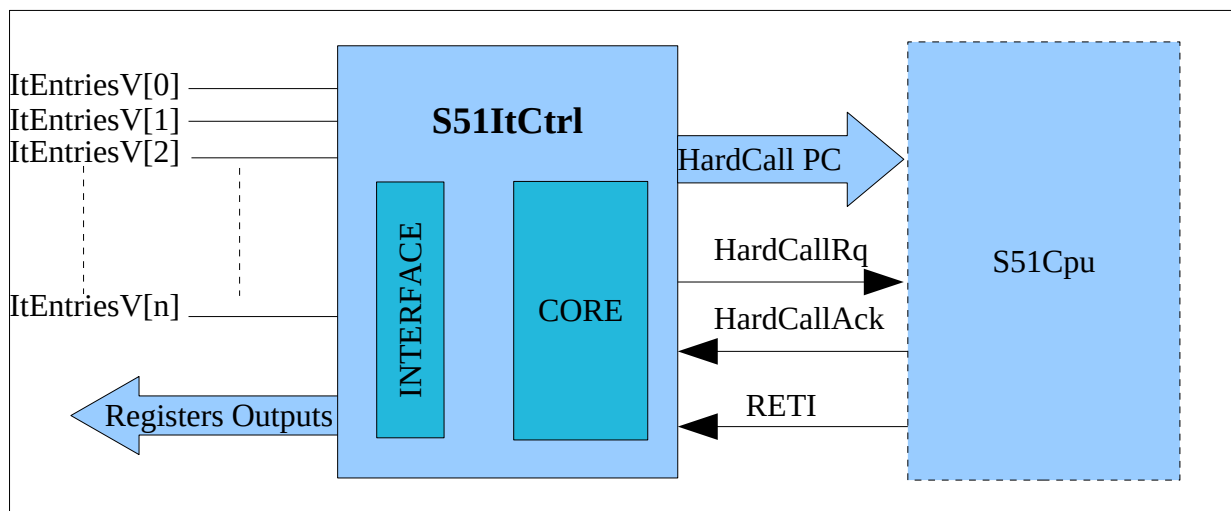 ItEntriesV[0]
ItEntriesV[1]
ItEntriesV[2]
ItEntriesV[n]
Registers Outputs
S51ItCtrl
INTERFACE
CORE
HardCall PC
HardCallRq
HardCallAck
RETI
S51Cpu